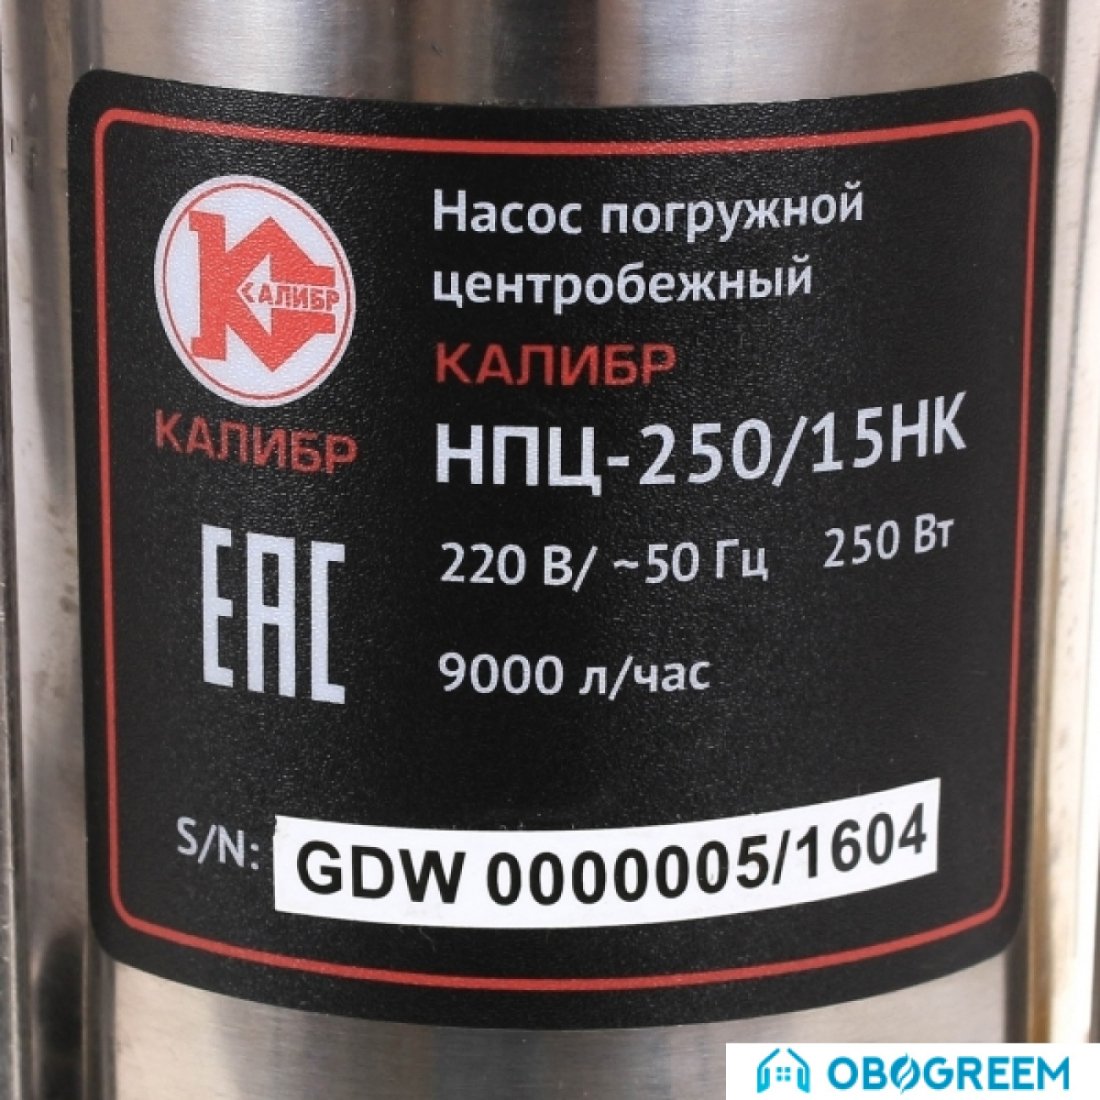 КАЛИБР
КАЛИБР
EAC
Насос погружной
центробежный
КАЛИБР
НПЦ-250/15НК
220 В/ ~50 Гц 250 Вт
9000 л/час
S/N: GDW 0000005/1604
OBOGREEM